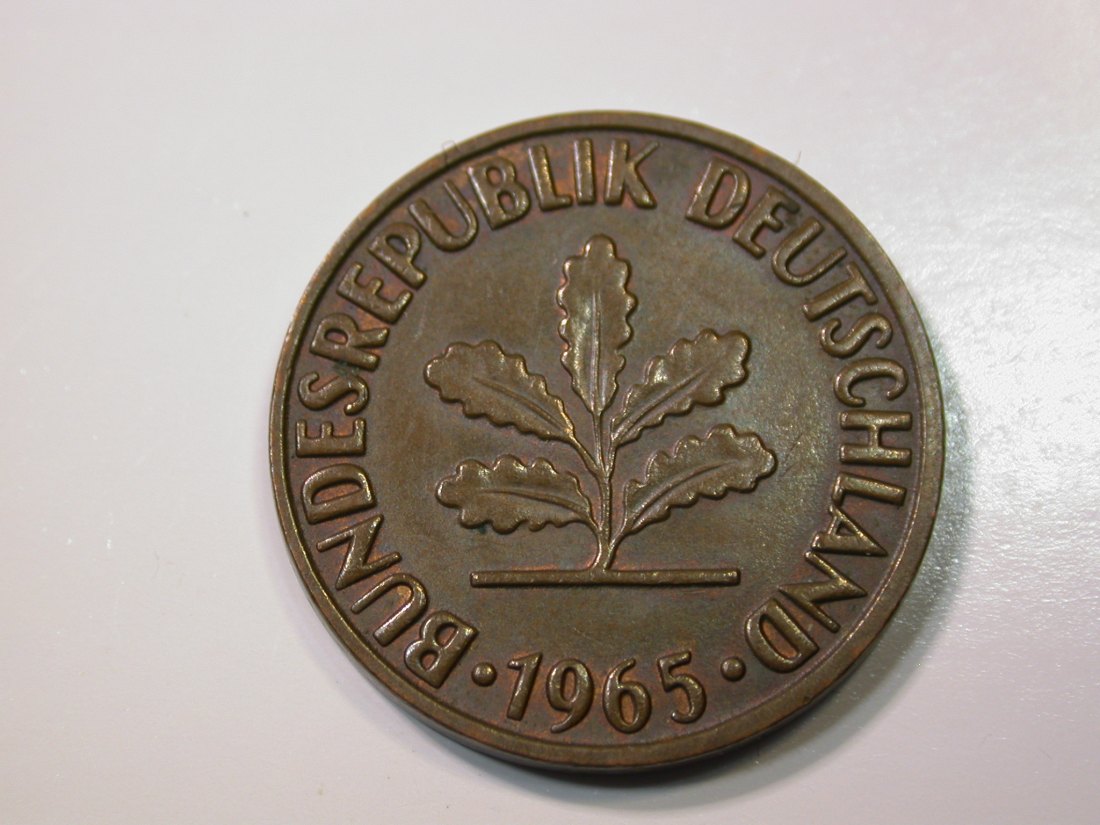 BUNDESREPUBLIK DEUTSCHLAND
· 1965 ·